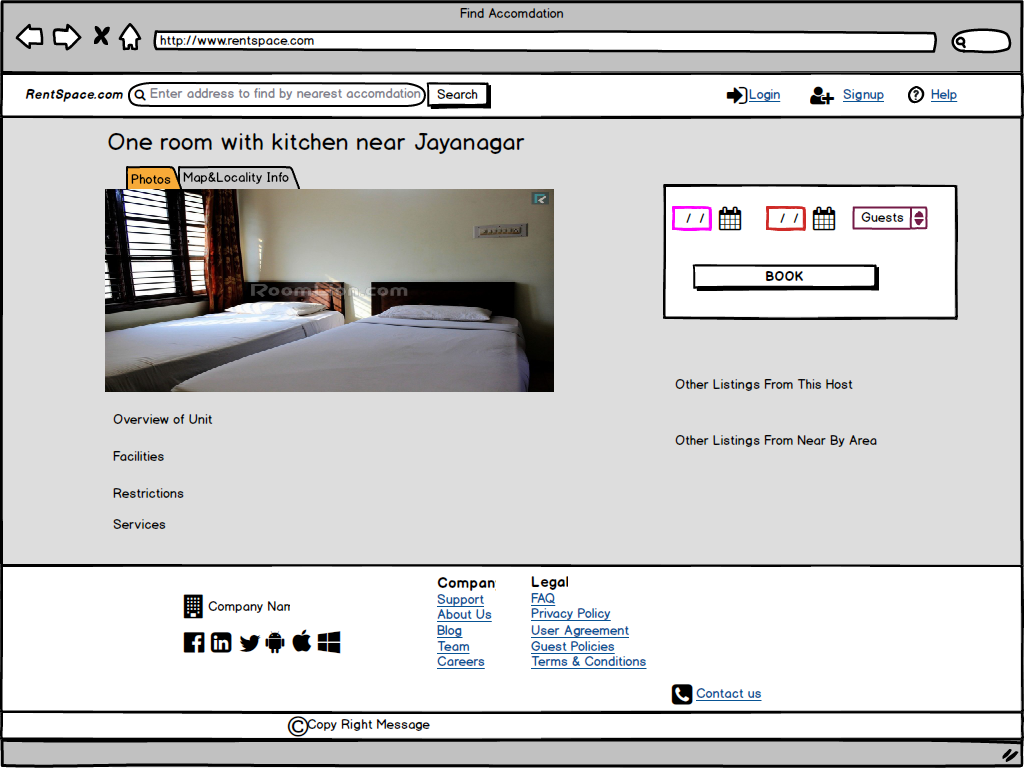 Find Accomdation
http://www.rentspace.com
RentSpace.com
Enter address to find by nearest accomdation
Search
Login
Signup
Help
One room with kitchen near Jayanagar
Photos
Map&Locality Info
/ /
/ /
Guests
BOOK
Other Listings From This Host
Other Listings From Near By Area
Overview of Unit
Facilities
Restrictions
Services
Company Nam
Compan
Support
About Us
Blog
Team
Careers
Legal
FAQ
Privacy Policy
User Agreement
Guest Policies
Terms & Conditions
Contact us
©Copy Right Message